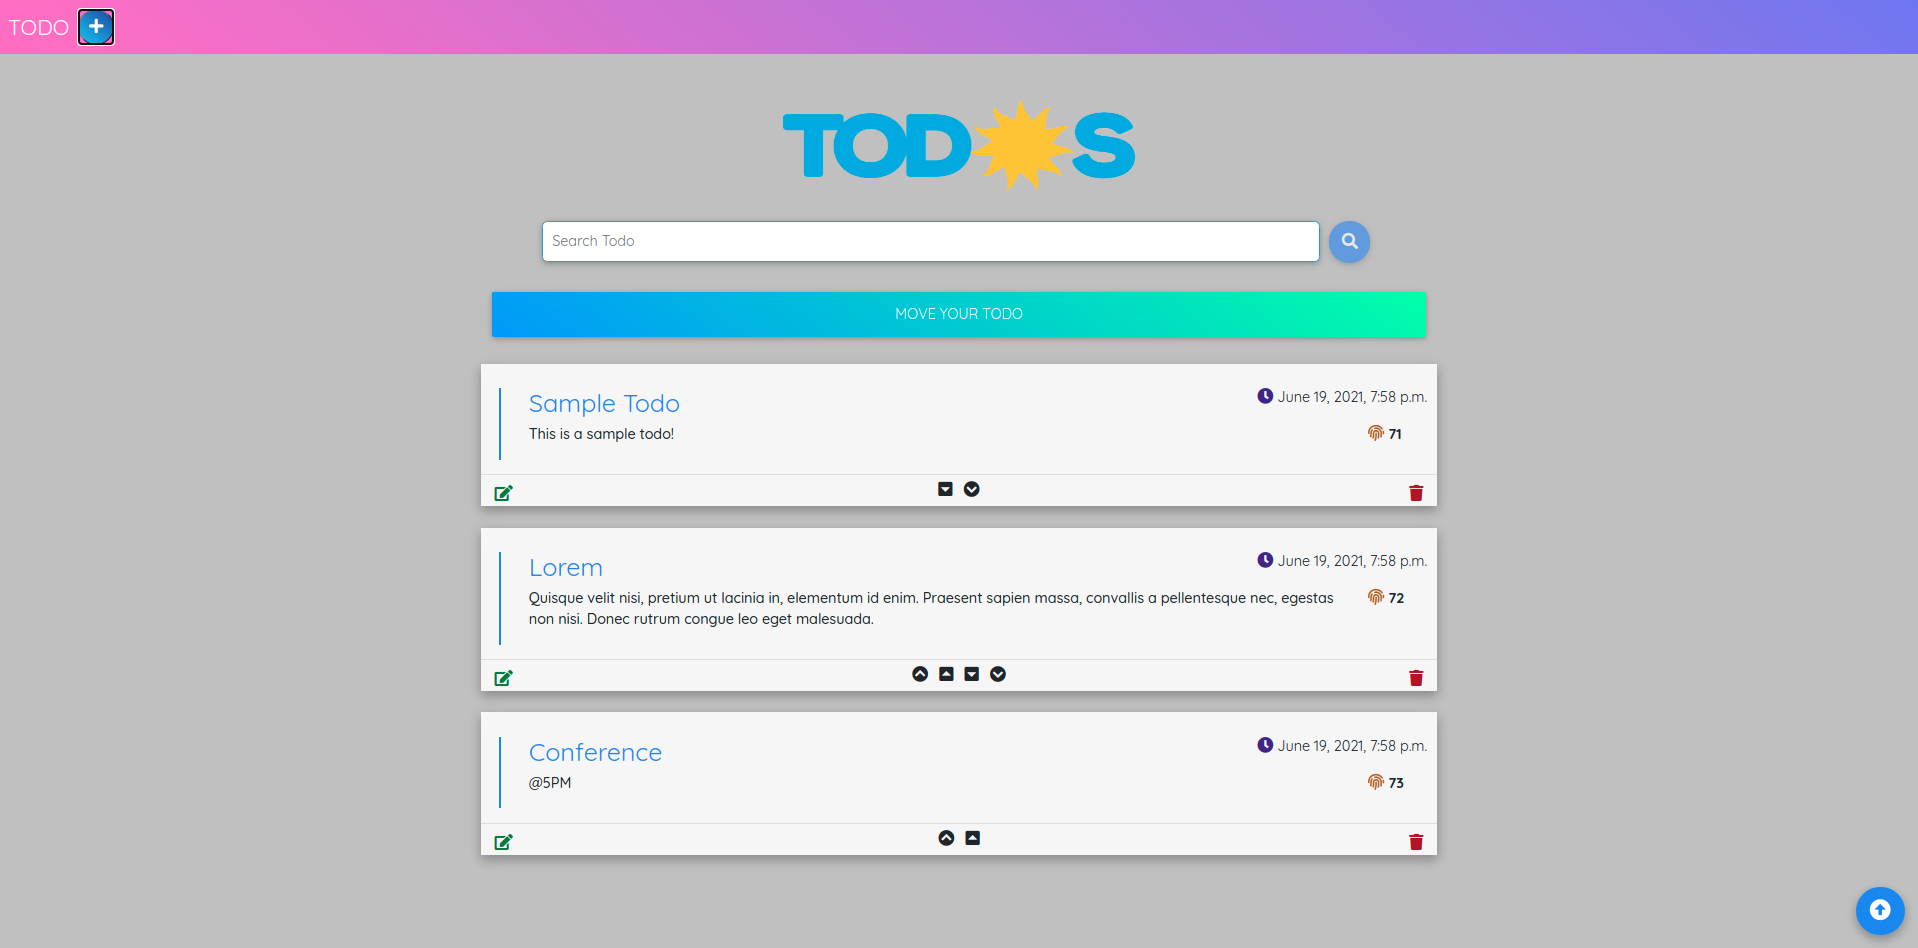 TODO
TODOS
Search Todo
MOVE YOUR TODO
Sample Todo
June 19, 2021, 7:58 p.m.
This is a sample todo!
71
Lorem
June 19, 2021, 7:58 p.m.
Quisque velit nisi, pretium ut lacinia in, elementum id enim. Praesent sapien massa, convallis a pellentesque nec, egestas
non nisi. Donec rutrum congue leo eget malesuada.
72
Conference
June 19, 2021, 7:58 p.m.
@5PM
73